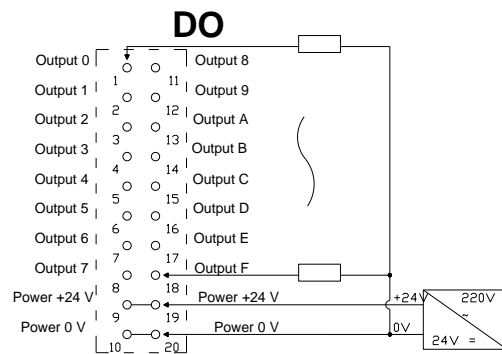 DO
Output 0 Output 8
1 11
Output 1 Output 9
2 12
Output 2 Output A
3 13
Output 3 Output B
4 14
Output 4 Output C
5 15
Output 5 Output D
6 16
Output 6 Output E
7 17
Output 7 Output F
8 18
Power +24 V Power +24 V +24V 220V
~
9 19
Power 0 V Power 0 V 0V
24V =
10 20